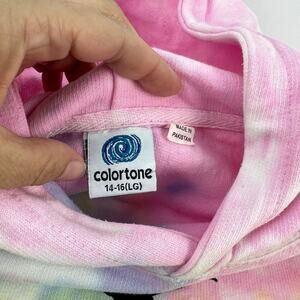 colortone
14-16(LG)
MADE IN
PAKISTAN